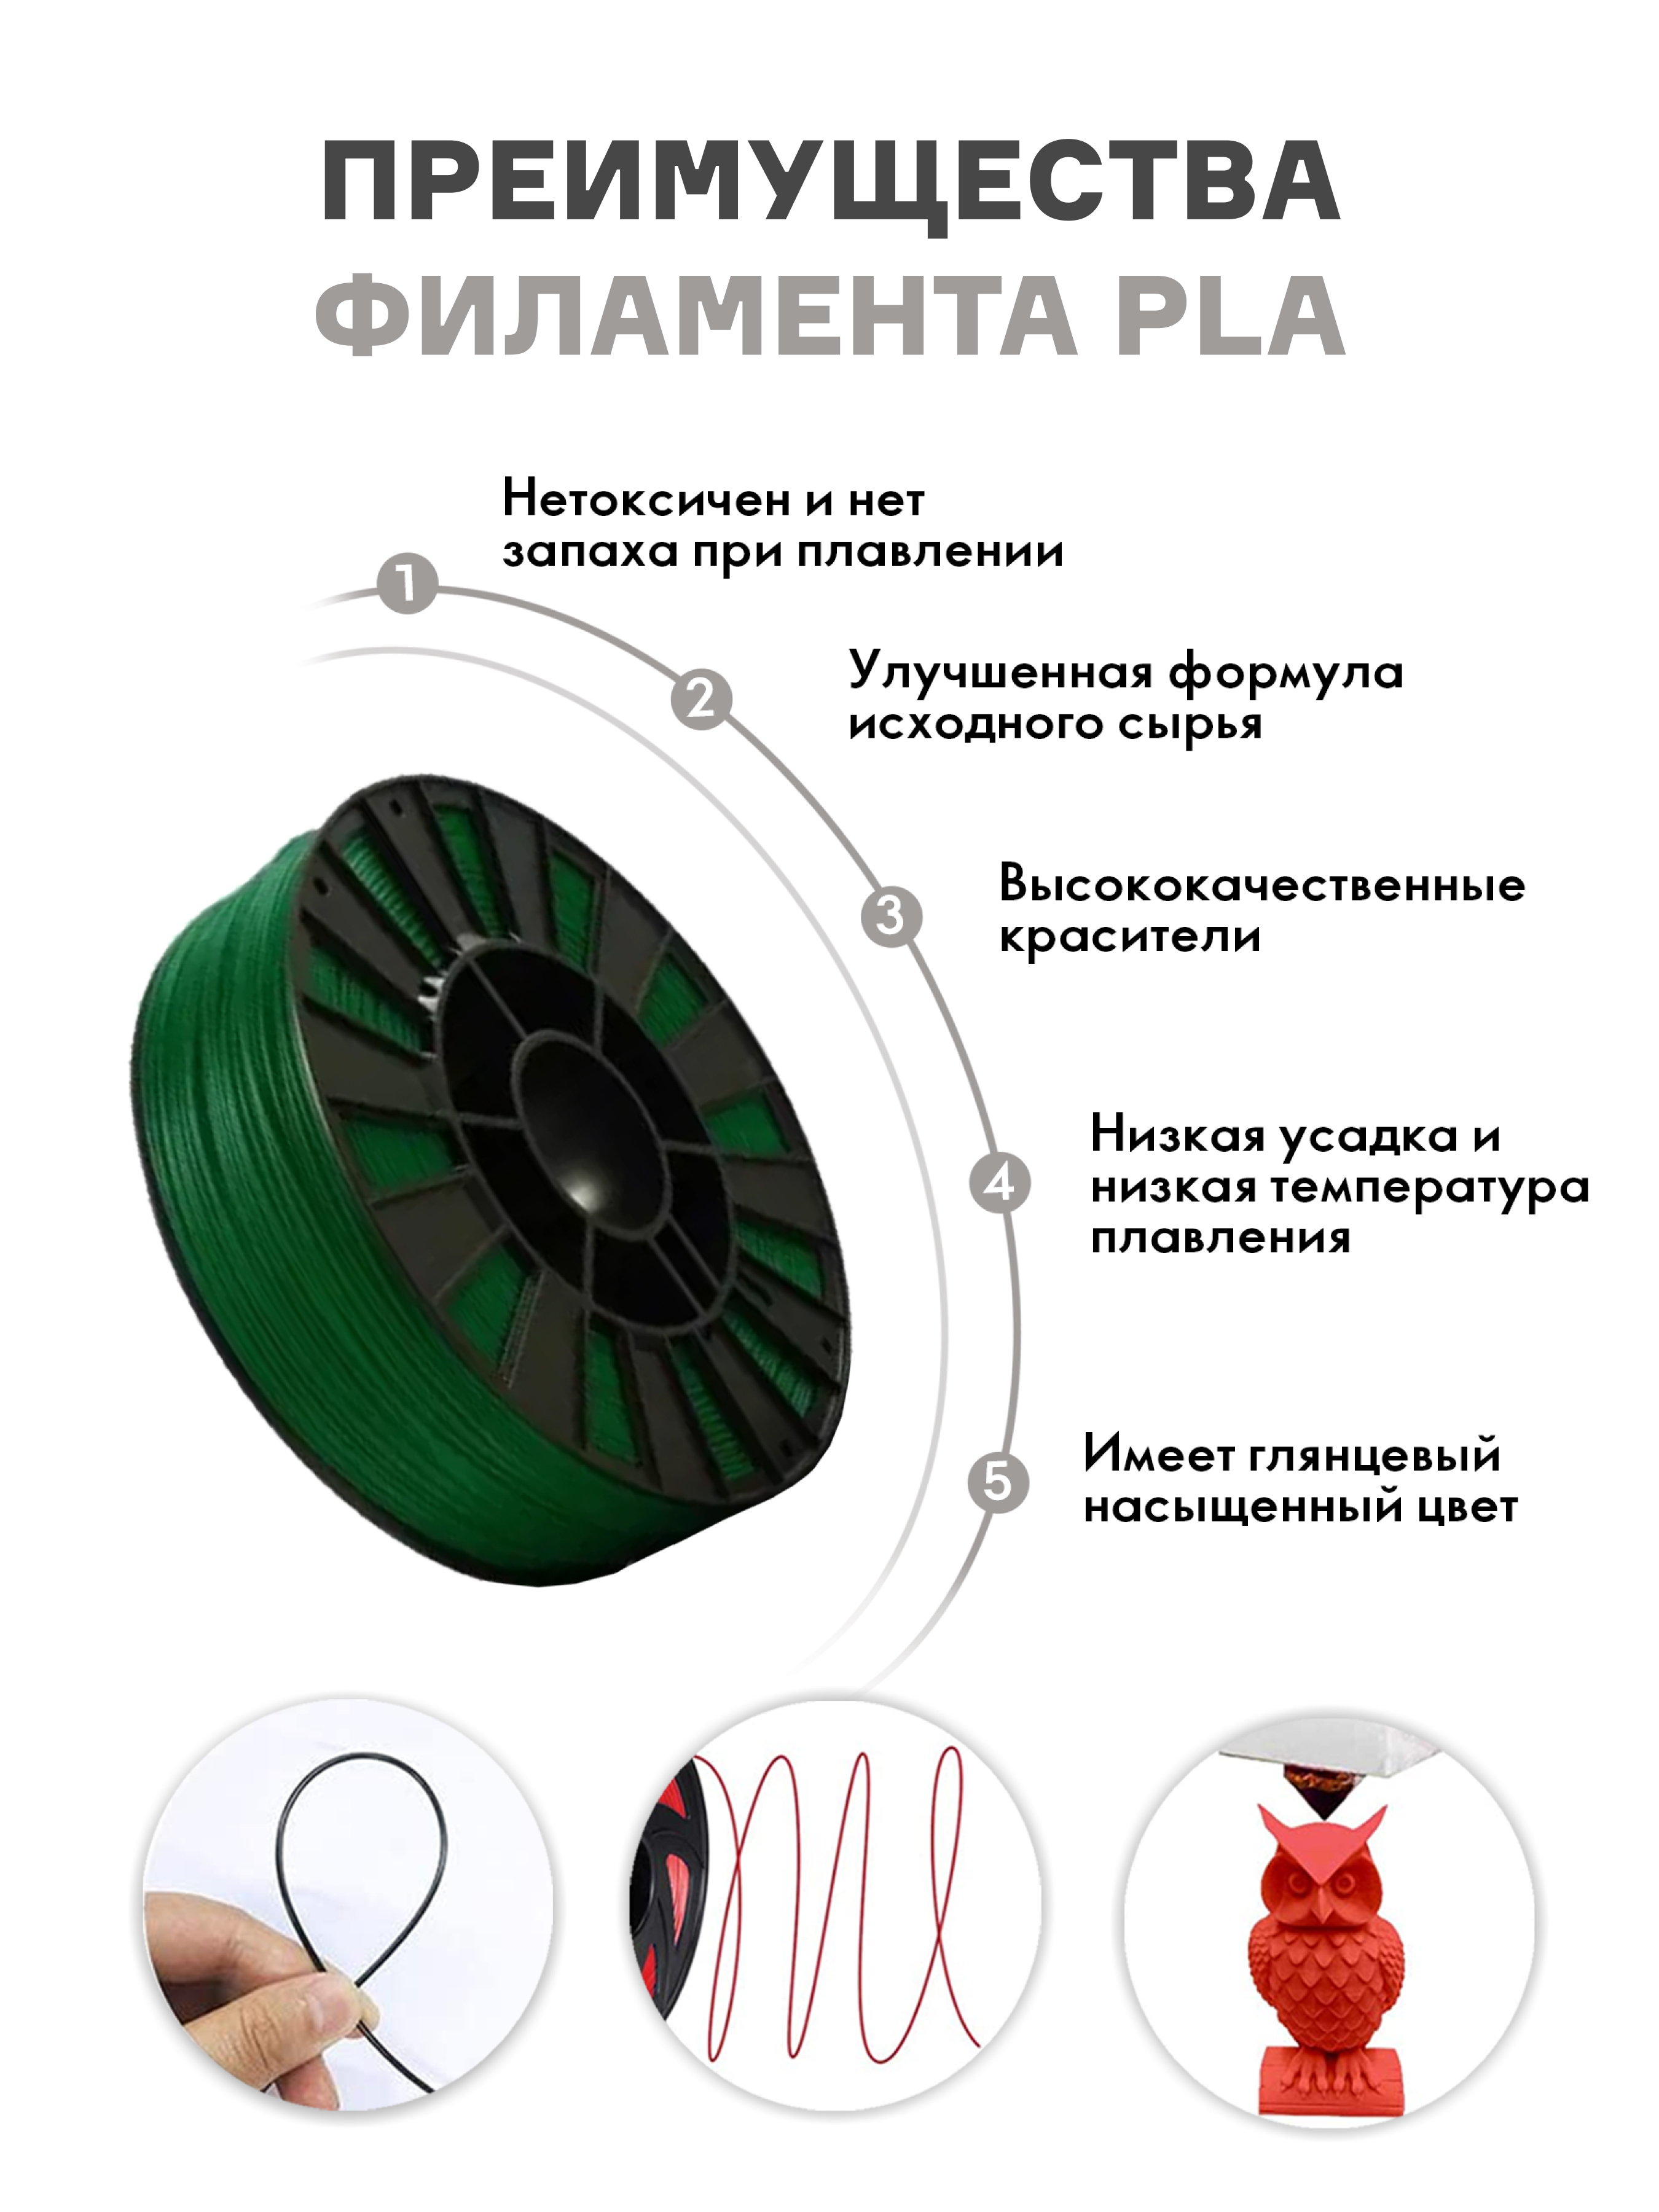 ПРЕИМУЩЕСТВА
ФИЛАМЕНТА PLA
1
Нетоксичен и нет
запаха при плавлении
2
Улучшенная формула
исходного сырья
3
Высококачественные
красители
4
Низкая усадка и
низкая температура
плавления
5
Имеет глянцевый
насыщенный цвет